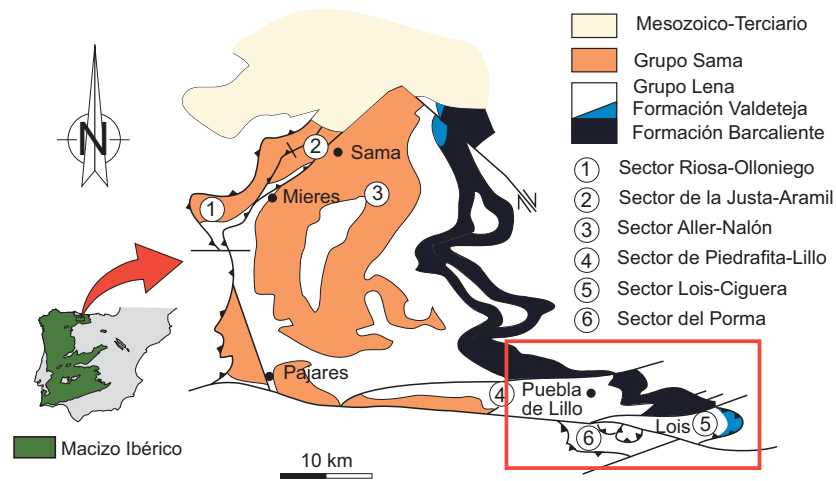 Mesozoico-Terciario
Grupo Sama
Grupo Lena
Formación Valdeteja
Formación Barcaliente
1 Sector Riosa-Olloniego
2 Sector de la Justa-Aramil
3 Sector Aller-Nalón
4 Sector de Piedrafita-Lillo
5 Sector Lois-Ciguera
6 Sector del Porma
N
2
Sama
1
Mieres
3
Pajares
4
Puebla
de Lillo
Lois
5
6
Macizo Ibérico
10 km